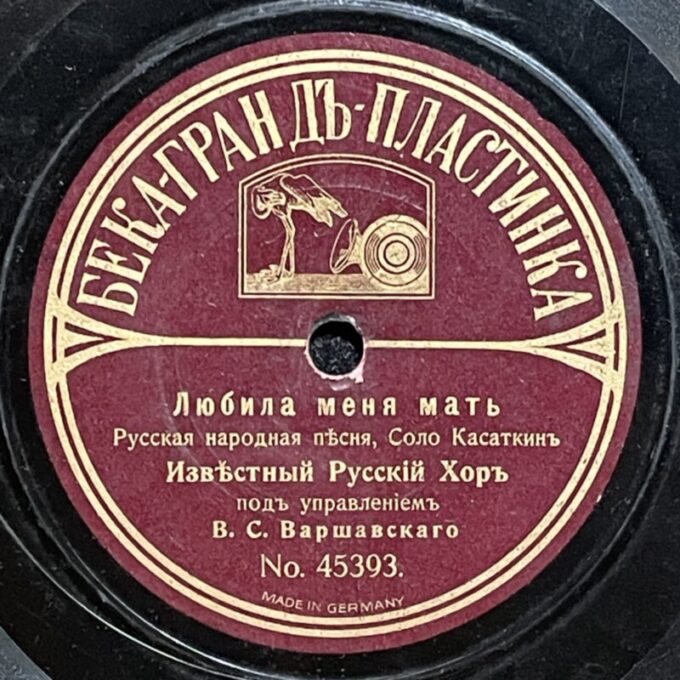 БЕКА-ГРАНДЪ-ПЛАСТИНКА
Любила меня мать
Русская народная пѣсня, Соло Касаткинъ
Извѣстный Русскій Хоръ
подъ управленіемъ
В. С. Варшавскаго
No. 45393.
MADE IN GERMANY